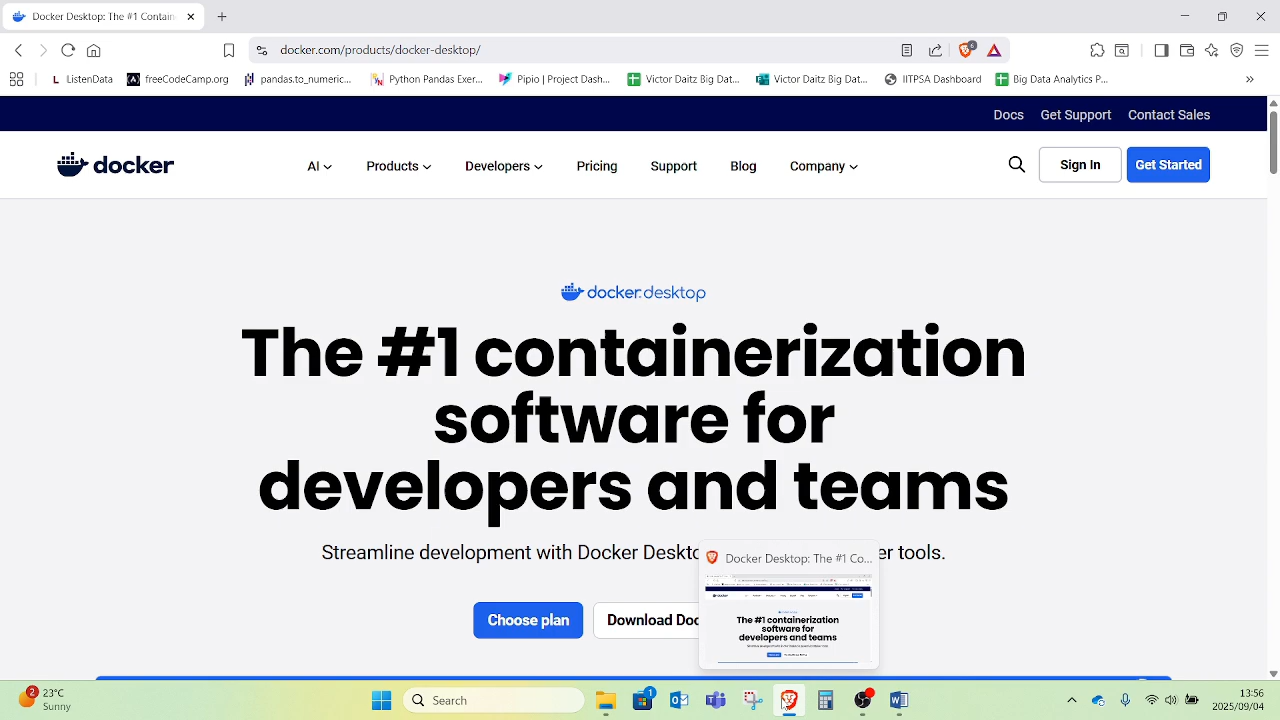 Docker Desktop: The #1 Contain
docker.com/products/docker-desktop/
6
ListenData
freeCodeCamp.org
pandas.to_numeric...
Python Pandas Exer...
Pipio | Project Dash...
Victor Daitz Big Dat...
Victor Daitz Big Dat...
IITPSA Dashboard
Big Data Analytics P...
Docs
Get Support
Contact Sales
docker
AI
Products
Developers
Pricing
Support
Blog
Company
Sign In
Get Started
docker desktop
The #1 containerization
software for
developers and teams
Streamline development with Docker Deskto
er tools.
Docker Desktop: The #1 Co...
The #1 containerization
software for
developers and teams
Choose plan
Download Doc
2
23°C
Sunny
Search
1
13:56
2025/09/04